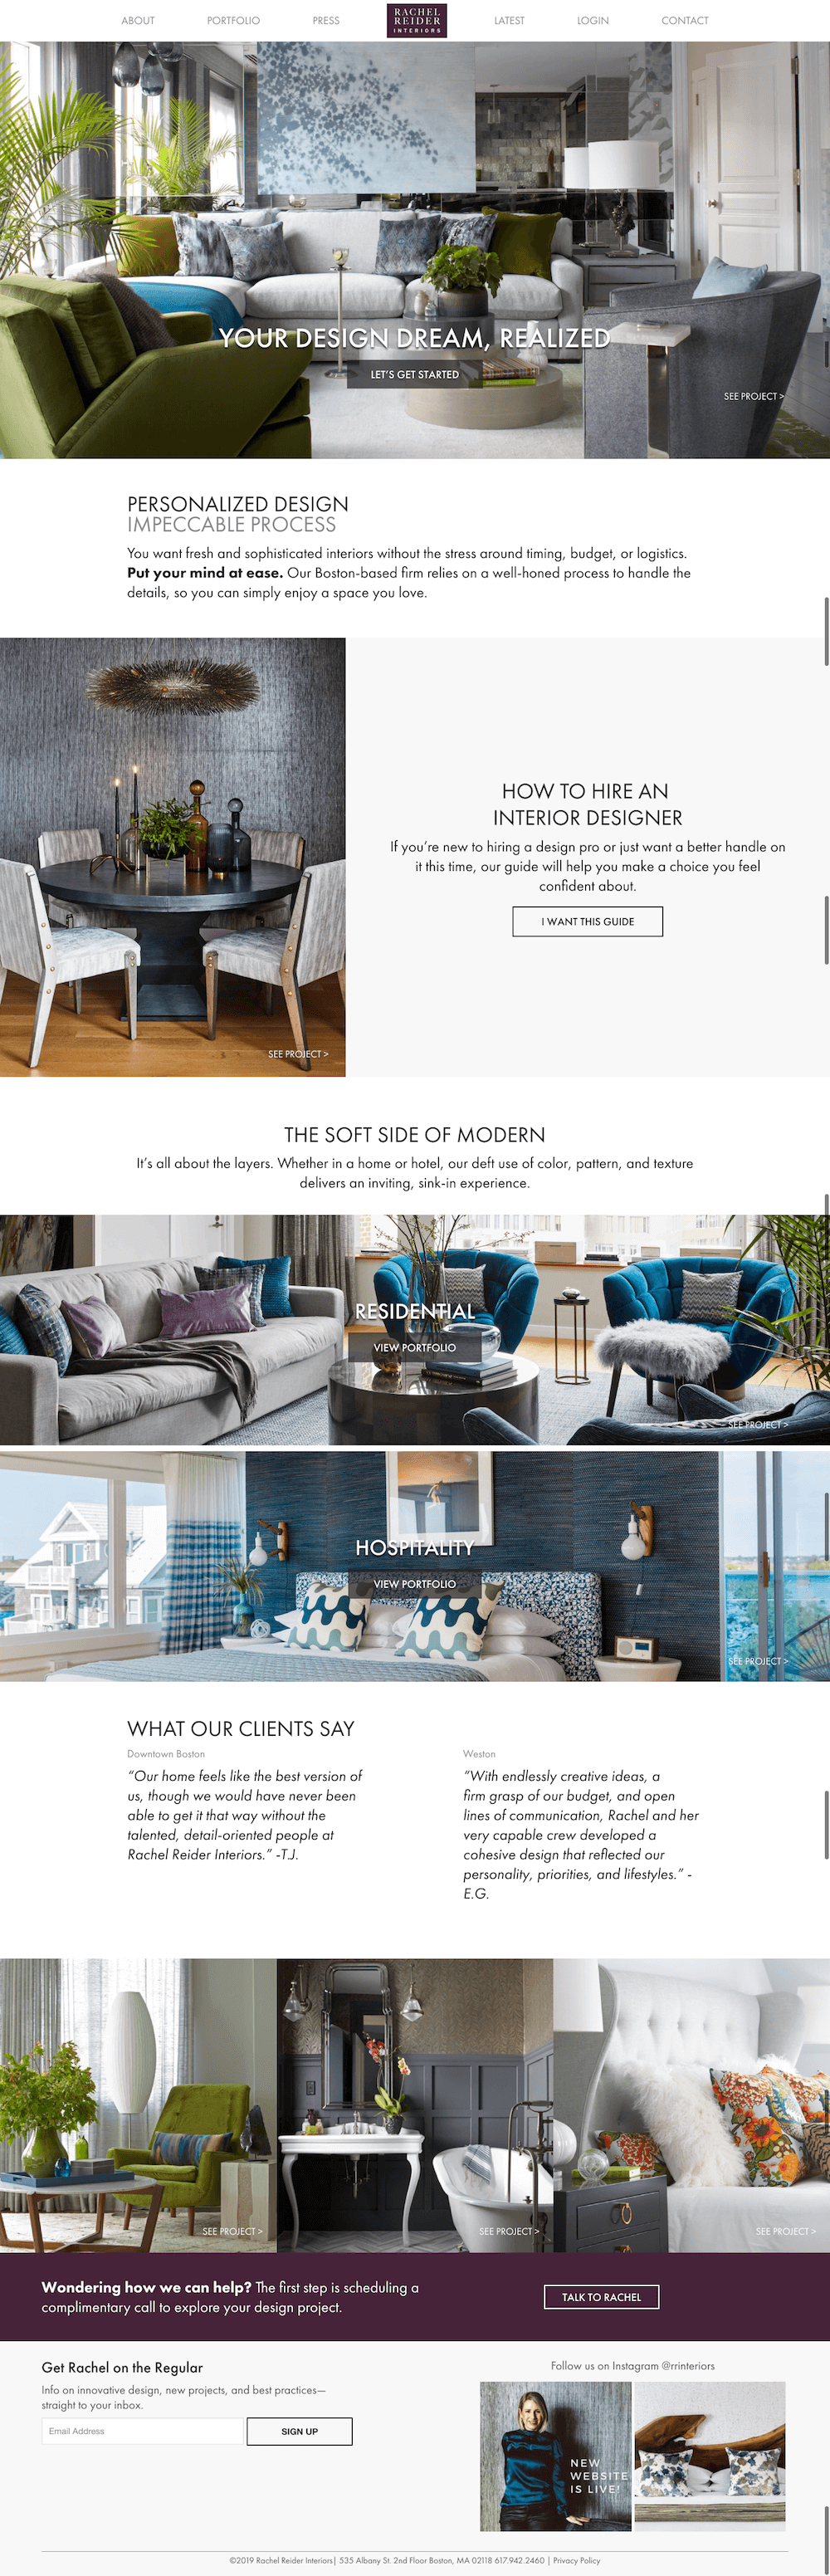 ABOUT
PORTFOLIO
PRESS
RACHEL
REIDER
INTERIORS
LATEST
LOGIN
CONTACT
YOUR DESIGN DREAM, REALIZED
LET'S GET STARTED
SEE PROJECT >
PERSONALIZED DESIGN
IMPECCABLE PROCESS
You want fresh and sophisticated interiors without the stress around timing, budget, or logistics.
Put your mind at ease. Our Boston-based firm relies on a well-honed process to handle the
details, so you can simply enjoy a space you love.
SEE PROJECT >
HOW TO HIRE AN
INTERIOR DESIGNER
If you're new to hiring a design pro or just want a better handle on
it this time, our guide will help you make a choice you feel
confident about.
I WANT THIS GUIDE
THE SOFT SIDE OF MODERN
It's all about the layers. Whether in a home or hotel, our deft use of color, pattern, and texture
delivers an inviting, sink-in experience.
RESIDENTIAL
VIEW PORTFOLIO
SEE PROJECT >
HOSPITALITY
VIEW PORTFOLIO
SEE PROJECT >
WHAT OUR CLIENTS SAY
Downtown Boston
“Our home feels like the best version of
us, though we would have never been
able to get it that way without the
talented, detail-oriented people at
Rachel Reider Interiors.” -T.J.
Weston
“With endlessly creative ideas, a
firm grasp of our budget, and open
lines of communication, Rachel and her
very capable crew developed a
cohesive design that reflected our
personality, priorities, and lifestyles.” -
E.G.
SEE PROJECT >
SEE PROJECT >
SEE PROJECT >
Wondering how we can help? The first step is scheduling a
complimentary call to explore your design project.
TALK TO RACHEL
Get Rachel on the Regular
Info on innovative design, new projects, and best practices—
straight to your inbox.
Email Address
SIGN UP
Follow us on Instagram @rrinteriors
NEW
WEBSITE
IS LIVE!
©2019 Rachel Reider Interiors| 535 Albany St. 2nd Floor Boston, MA 02118 617.942.2460 | Privacy Policy